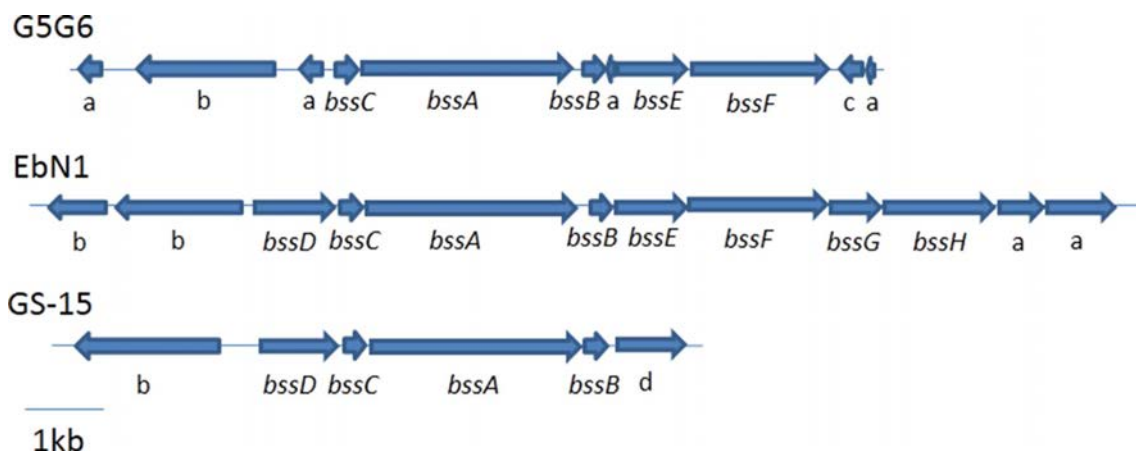 G5G6
a b a bssC bssA bssB a bssE bssF c a
EbN1
b b bssD bssC bssA bssB bssE bssF bssG bssH a a
GS-15
b bssD bssC bssA bssB d
1kb